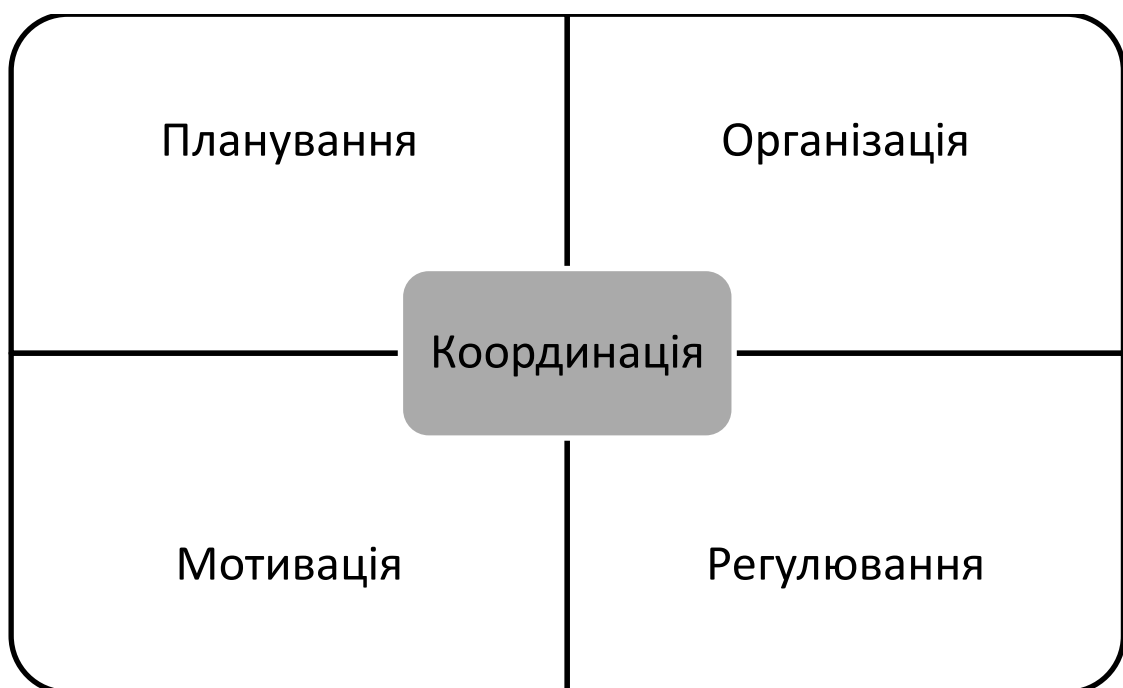 Планування
Організація
Координація
Мотивація
Регулювання